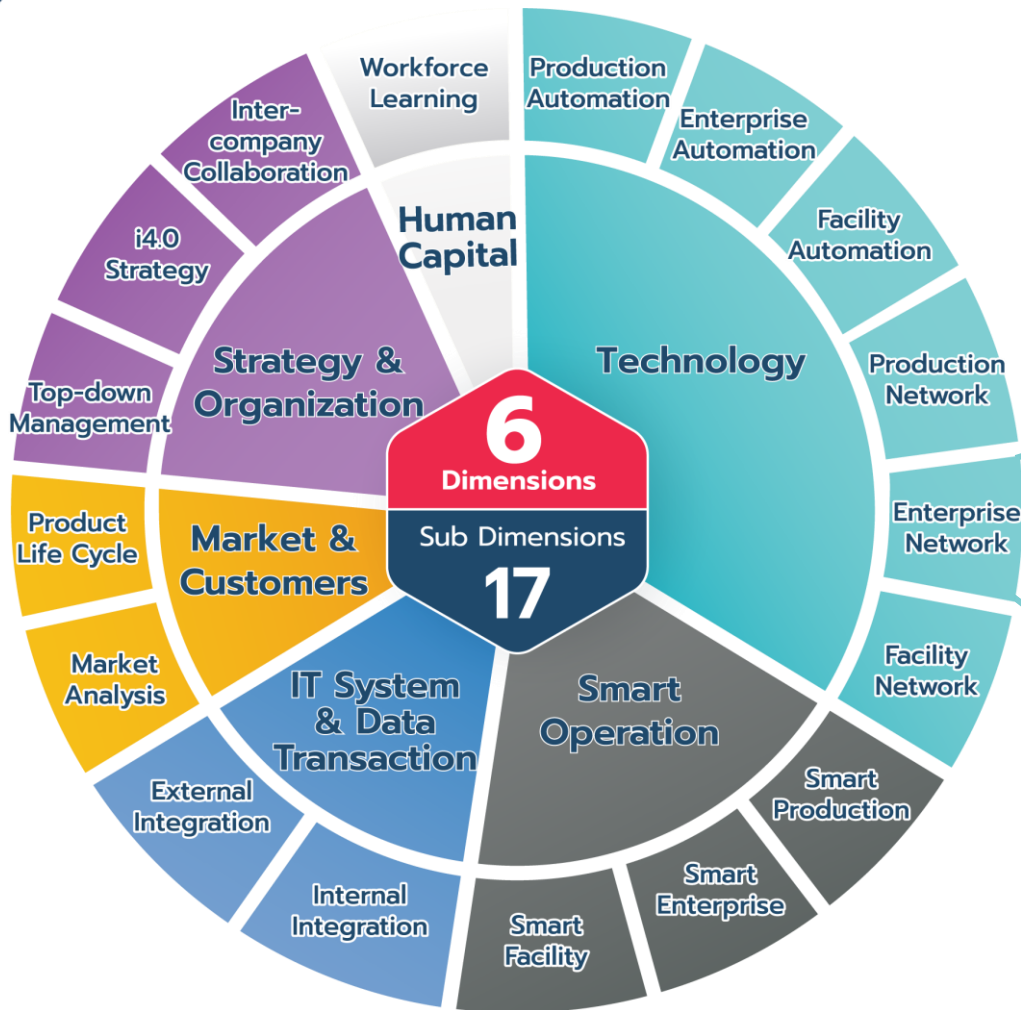 Workforce
Learning
Production
Automation
Enterprise
Automation
Facility
Automation
Production
Network
Enterprise
Network
Facility
Network
Smart
Production
Smart
Enterprise
Smart
Facility
Internal
Integration
External
Integration
Market
Analysis
Product
Life Cycle
Top-down
Management
i4.0
Strategy
Inter-
company
Collaboration
Human
Capital
Technology
Smart
Operation
IT System
& Data
Transaction
Market &
Customers
Strategy &
Organization
6
Dimensions
Sub Dimensions
17